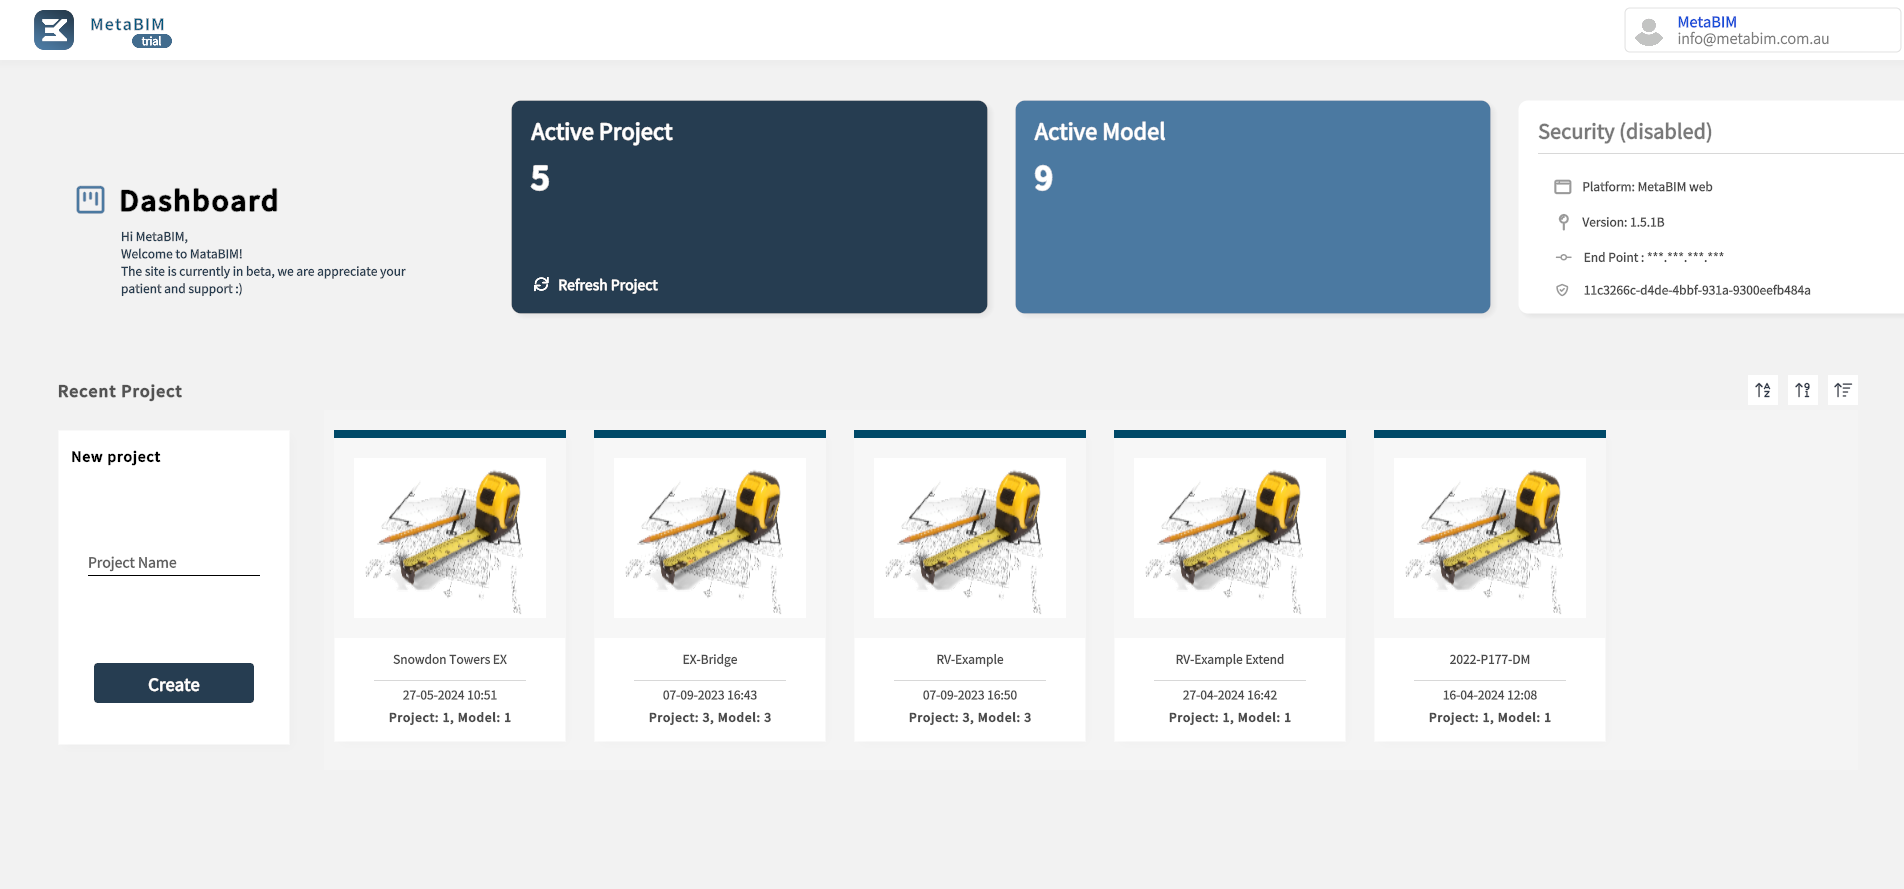 MetaBIM
trial
MetaBIM
info@metabim.com.au
Dashboard
Hi MetaBIM,
Welcome to MataBIM!
The site is currently in beta, we are appreciate your
patient and support :)
Active Project
5
Refresh Project
Active Model
9
Security (disabled)
Platform: MetaBIM web
Version: 1.5.1B
End Point : ***.***.***.***
11c3266c-d4de-4bbf-931a-9300eefb484a
Recent Project
New project
Project Name
Create
Snowdon Towers EX
27-05-2024 10:51
Project: 1, Model: 1
EX-Bridge
07-09-2023 16:43
Project: 3, Model: 3
RV-Example
07-09-2023 16:50
Project: 3, Model: 3
RV-Example Extend
27-04-2024 16:42
Project: 1, Model: 1
2022-P177-DM
16-04-2024 12:08
Project: 1, Model: 1